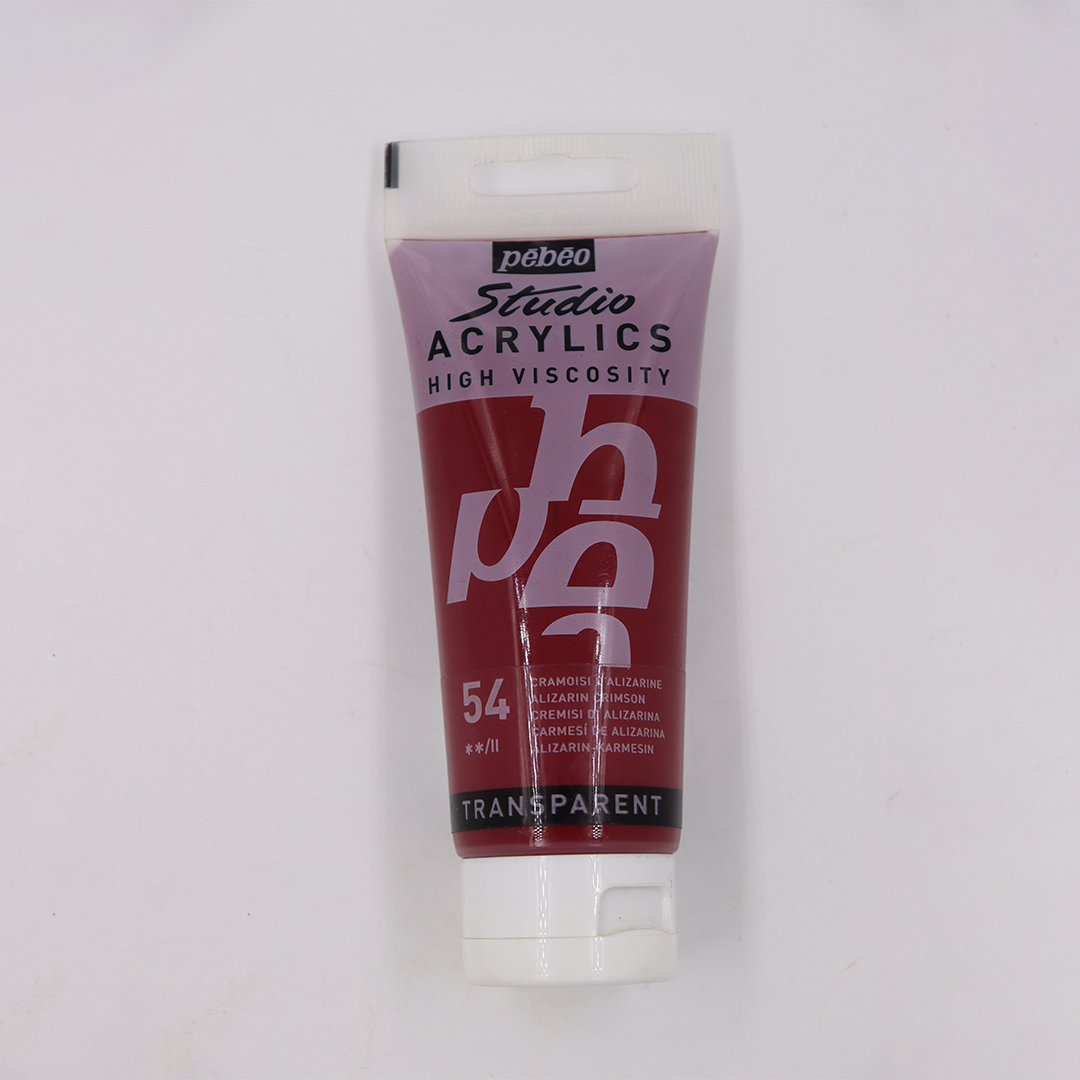 pēbēo
Studio
ACRYLICS
HIGH VISCOSITY
54
**/II
CRAMOISI D'ALIZARINE
ALIZARIN CRIMSON
CREMISI DI ALIZARINA
CARMESÍ DE ALIZARINA
ALIZARIN-KARMESIN
TRANSPARENT